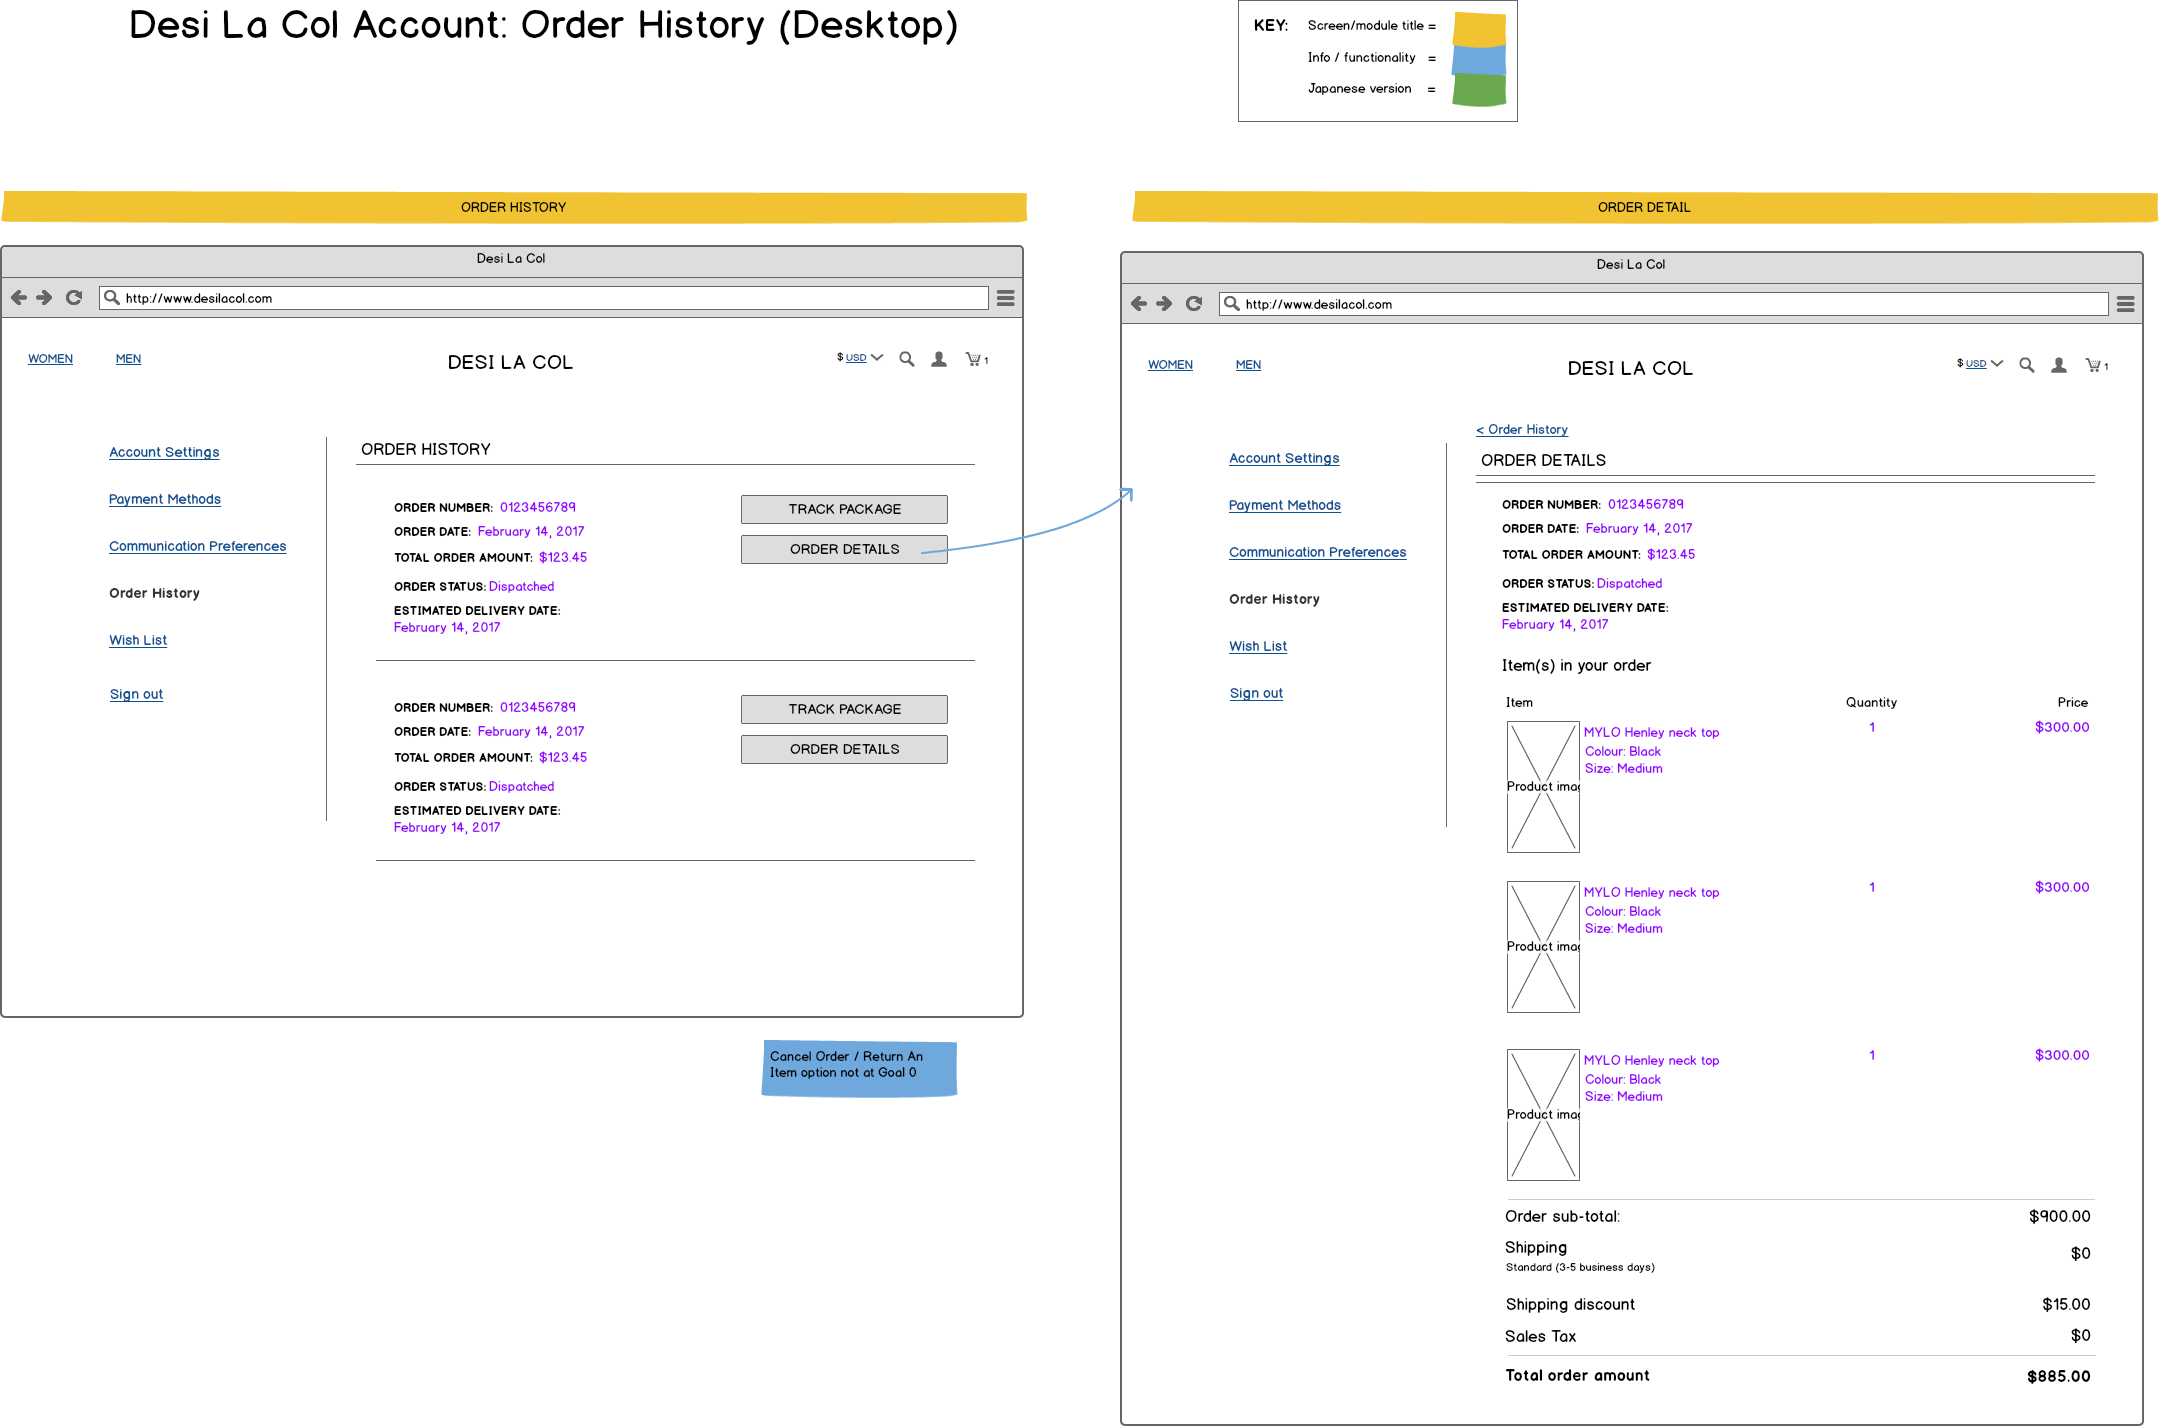 Desi La Col Account: Order History (Desktop)
KEY: Screen/module title =
Info / functionality =
Japanese version =
ORDER HISTORY
Desi La Col
http://www.desilacol.com
WOMEN MEN DESI LA COL $ USD 1
Account Settings
Payment Methods
Communication Preferences
Order History
Wish List
Sign out
ORDER HISTORY
ORDER NUMBER: 0123456789
ORDER DATE: February 14, 2017
TOTAL ORDER AMOUNT: $123.45
ORDER STATUS: Dispatched
ESTIMATED DELIVERY DATE:
February 14, 2017
TRACK PACKAGE
ORDER DETAILS
ORDER NUMBER: 0123456789
ORDER DATE: February 14, 2017
TOTAL ORDER AMOUNT: $123.45
ORDER STATUS: Dispatched
ESTIMATED DELIVERY DATE:
February 14, 2017
TRACK PACKAGE
ORDER DETAILS
Cancel Order / Return An
Item option not at Goal 0
ORDER DETAIL
Desi La Col
http://www.desilacol.com
WOMEN MEN DESI LA COL $ USD 1
Account Settings
Payment Methods
Communication Preferences
Order History
Wish List
Sign out
< Order History
ORDER DETAILS
ORDER NUMBER: 0123456789
ORDER DATE: February 14, 2017
TOTAL ORDER AMOUNT: $123.45
ORDER STATUS: Dispatched
ESTIMATED DELIVERY DATE:
February 14, 2017
Item(s) in your order
Item Quantity Price
MYLO Henley neck top 1 $300.00
Colour: Black
Size: Medium
Product imag
MYLO Henley neck top 1 $300.00
Colour: Black
Size: Medium
Product imag
MYLO Henley neck top 1 $300.00
Colour: Black
Size: Medium
Product imag
Order sub-total: $900.00
Shipping $0
Standard (3-5 business days)
Shipping discount $15.00
Sales Tax $0
Total order amount $885.00